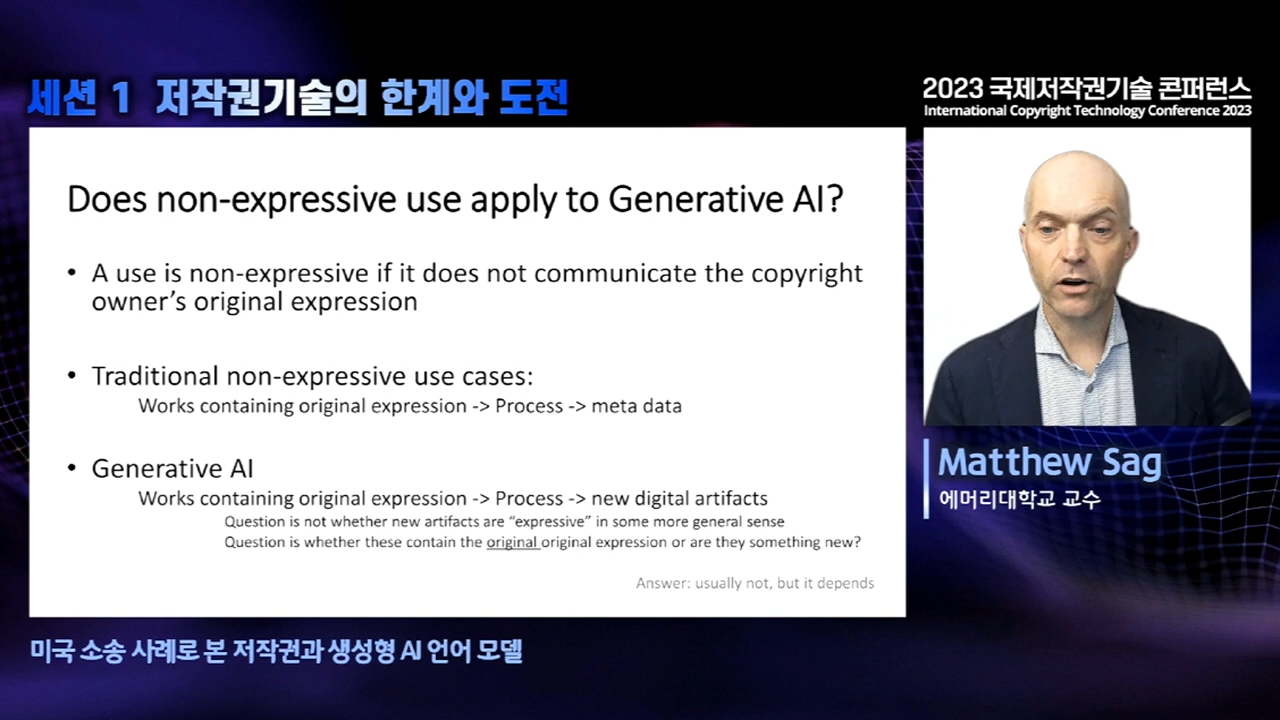 세션 1 저작권기술의 한계와 도전
2023 국제저작권기술 콘퍼런스
International Copyright Technology Conference 2023
Does non-expressive use apply to Generative AI?
• A use is non-expressive if it does not communicate the copyright
owner's original expression
• Traditional non-expressive use cases:
Works containing original expression -> Process -> meta data
• Generative AI
Works containing original expression -> Process -> new digital artifacts
Question is not whether new artifacts are "expressive" in some more general sense
Question is whether these contain the original original expression or are they something new?
Answer: usually not, but it depends
Matthew Sag
에머리대학교 교수
미국 소송 사례로 본 저작권과 생성형 AI 언어 모델